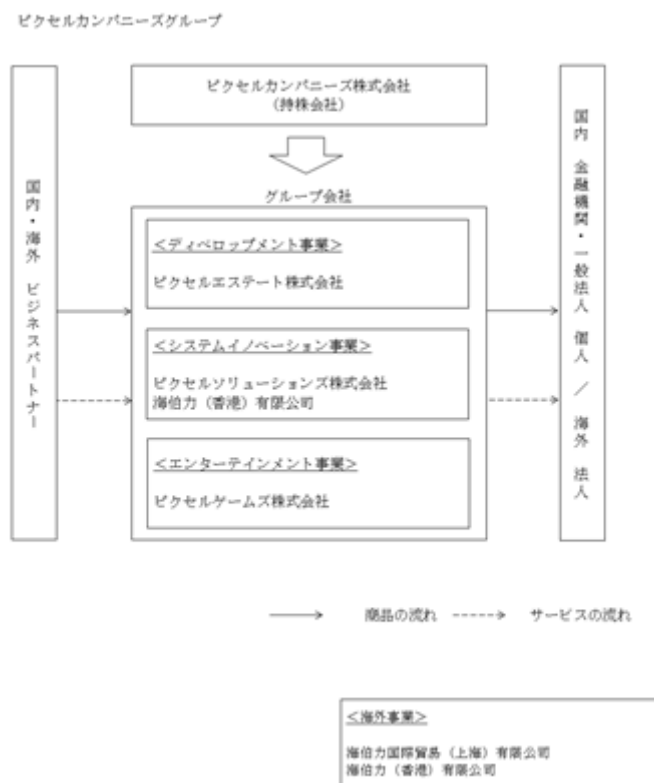 ピクセルカンパニーズグループ
ピクセルカンパニーズ株式会社
（持株会社）
グループ会社
国内・海外 ビジネスパートナー
＜ディベロップメント事業＞
ピクセルエステート株式会社
＜システムイノベーション事業＞
ピクセルソリューションズ株式会社
海伯力（香港）有限公司
＜エンターテインメント事業＞
ピクセルゲームズ株式会社
国内 金融機関・一般法人 個人 ／ 海外 法人
商品の流れ
サービスの流れ
＜海外事業＞
海伯力国際貿易（上海）有限公司
海伯力（香港）有限公司